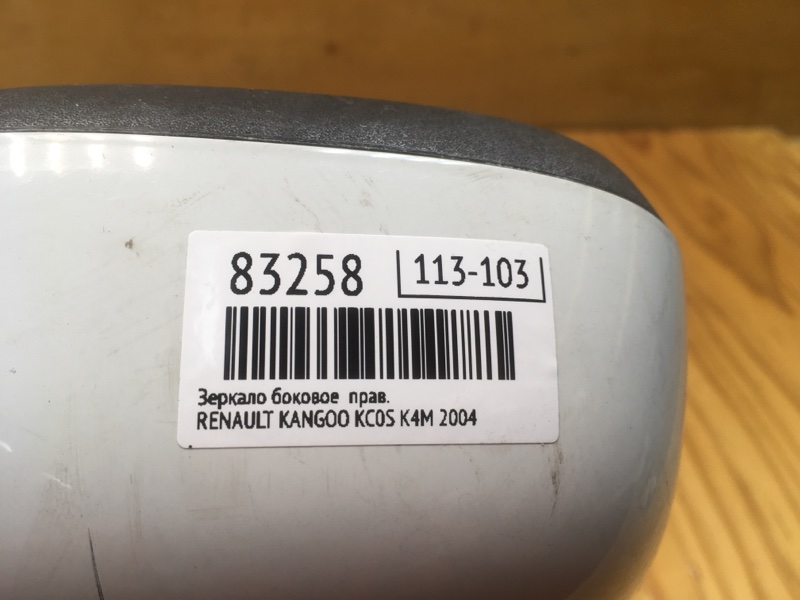 83258 113-103
Зеркало боковое прав.
RENAULT KANGOO KC0S K4M 2004